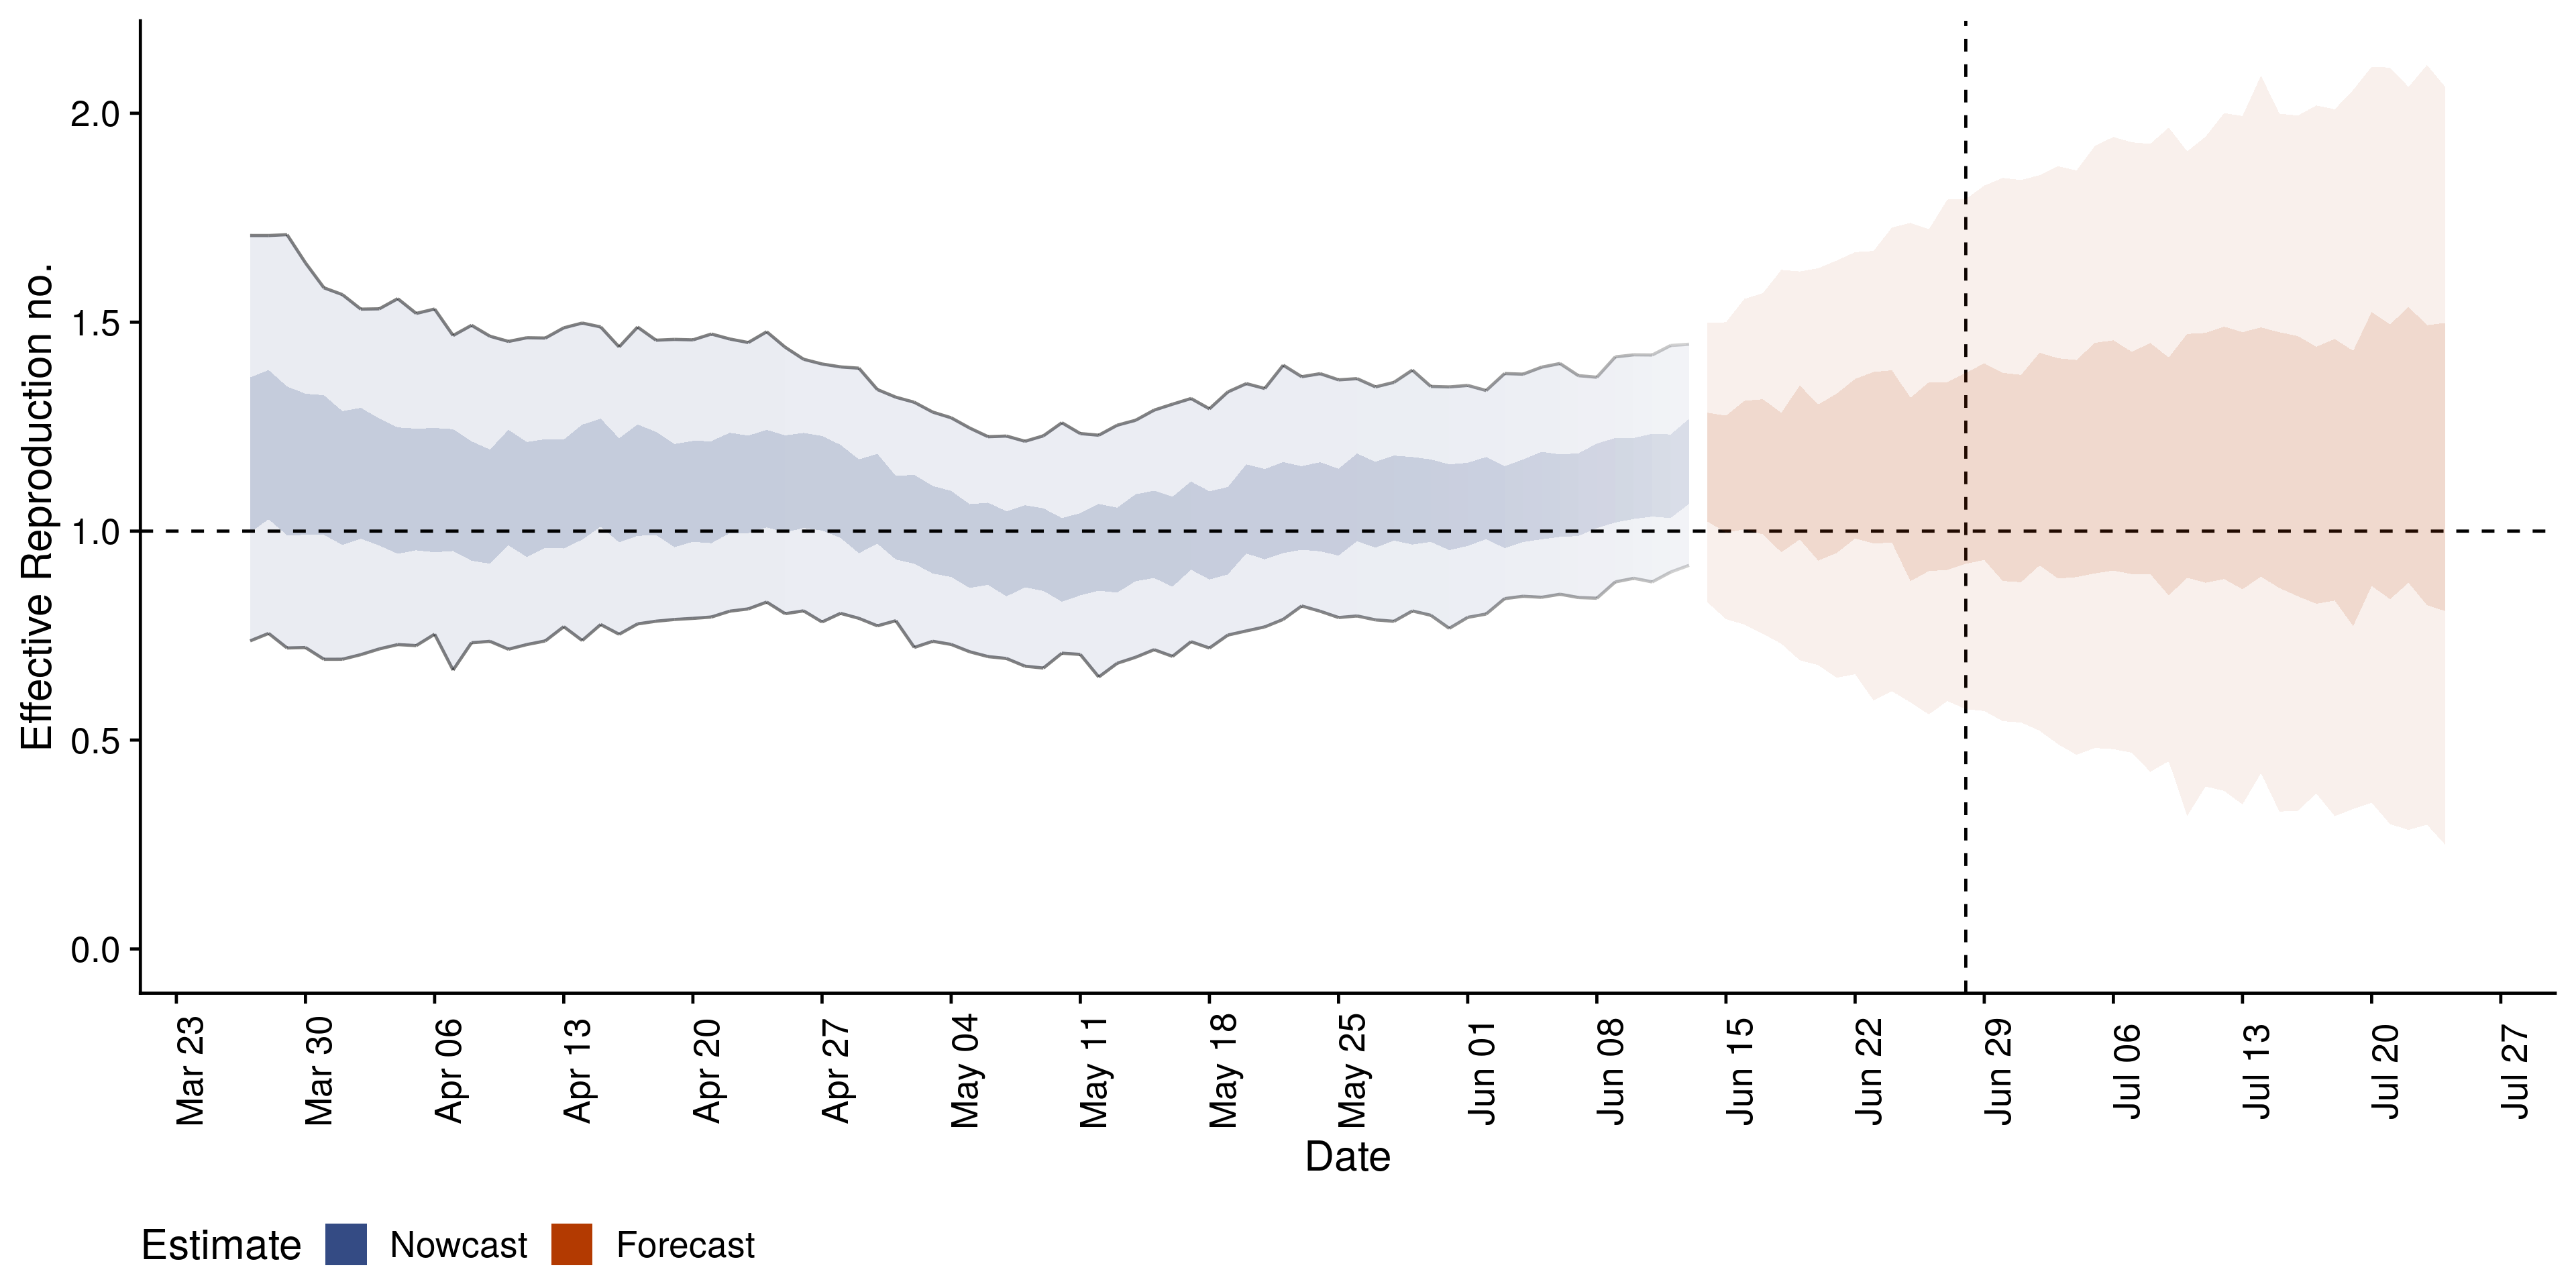 Effective Reproduction no.
2.0
1.5
1.0
0.5
0.0
Mar 23
Mar 30
Apr 06
Apr 13
Apr 20
Apr 27
May 04
May 11
May 18
May 25
Jun 01
Jun 08
Jun 15
Jun 22
Jun 29
Jul 06
Jul 13
Jul 20
Jul 27
Date
Estimate Nowcast Forecast